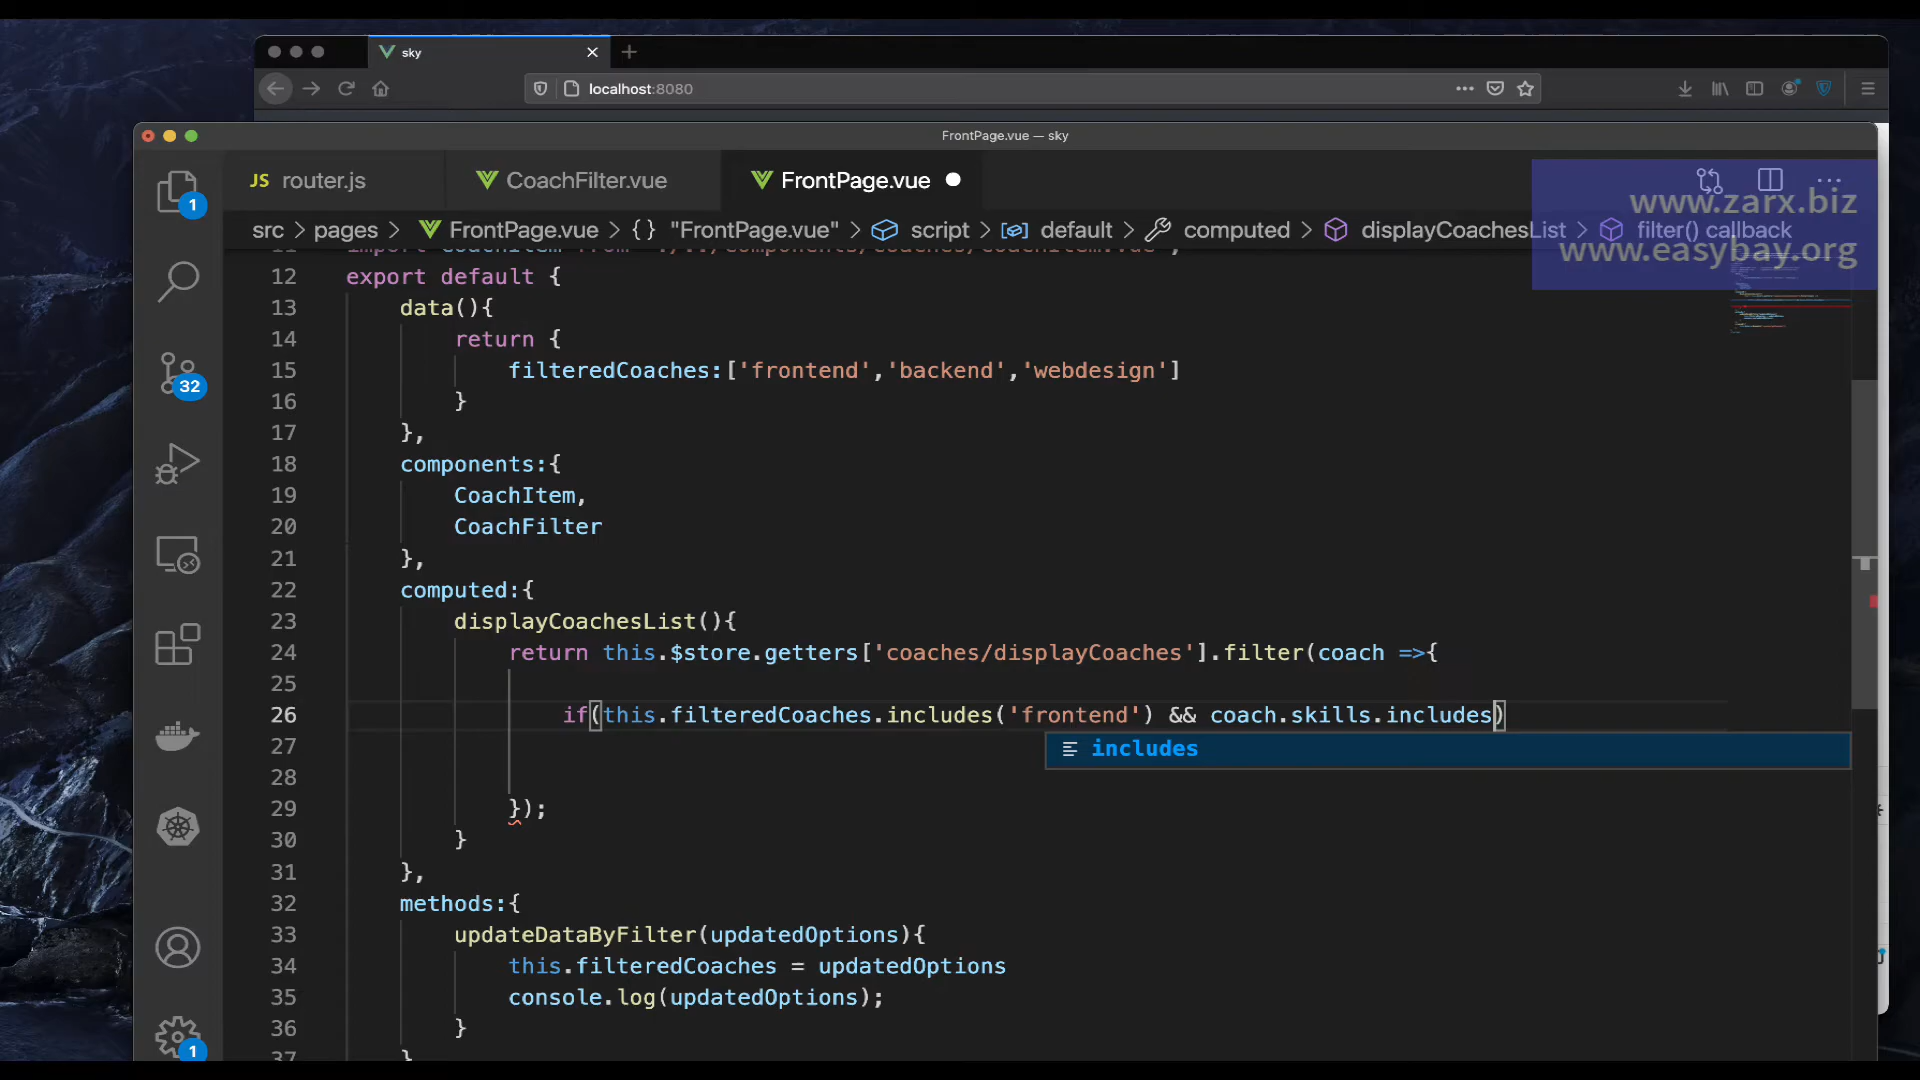 sky
localhost:8080
FrontPage.vue — sky
JS router.js
CoachFilter.vue
FrontPage.vue
www.zarx.biz
src > pages > FrontPage.vue > {} "FrontPage.vue" > script > default > computed > displayCoachesList > filter() callback
www.easybay.org
1
32
1
12 export default {
13 data(){
14 return {
15 filteredCoaches:['frontend','backend','webdesign']
16 }
17 },
18 components:{
19 CoachItem,
20 CoachFilter
21 },
22 computed:{
23 displayCoachesList(){
24 return this.$store.getters['coaches/displayCoaches'].filter(coach =>{
25
26 if(this.filteredCoaches.includes('frontend') && coach.skills.includes)
includes
27
28
29 });
30 }
31 },
32 methods:{
33 updateDataByFilter(updatedOptions){
34 this.filteredCoaches = updatedOptions
35 console.log(updatedOptions);
36 }
37 }